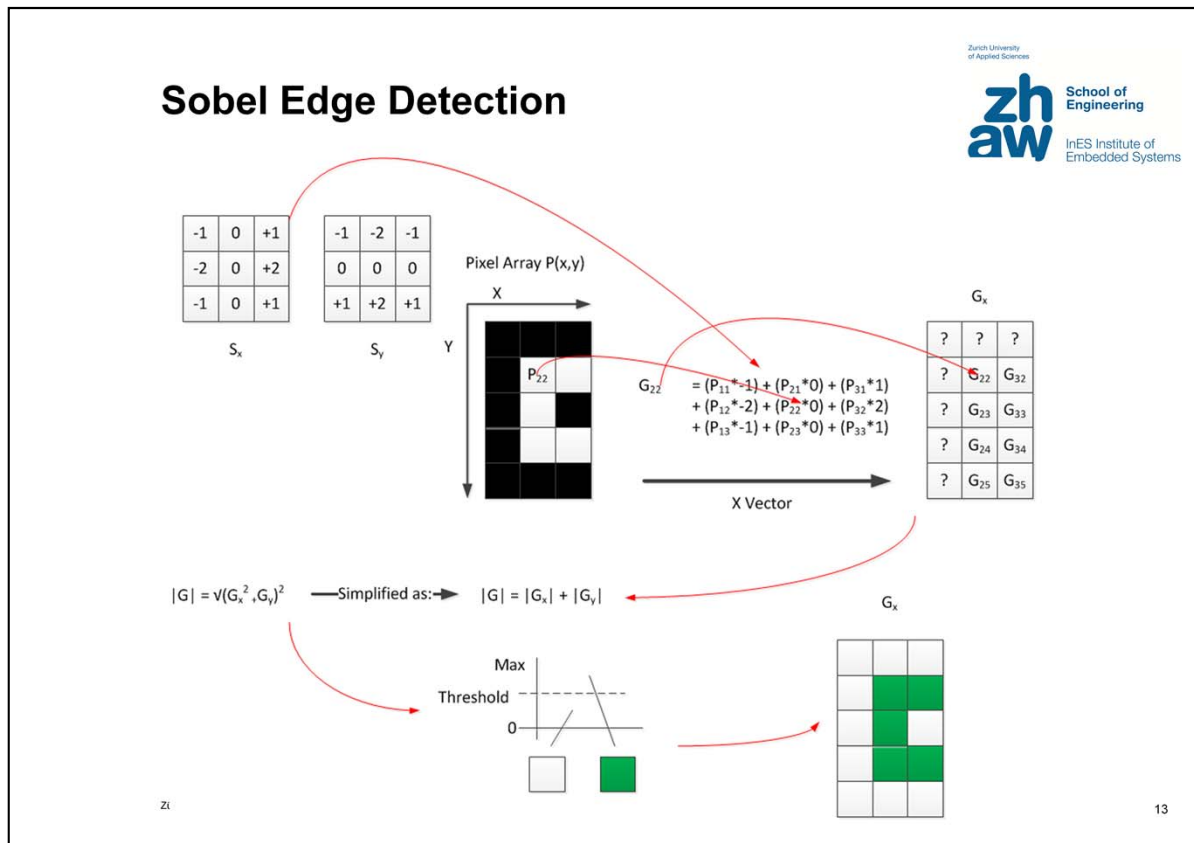 Zurich University
of Applied Sciences
zh
aw
School of
Engineering
InES Institute of
Embedded Systems
Sobel Edge Detection
-1 0 +1
-2 0 +2
-1 0 +1
Sₓ
-1 -2 -1
0 0 0
+1 +2 +1
Sᵧ
Pixel Array P(x,y)
X
Y
P₂₂
G₂₂ = (P₁₁*-1) + (P₂₁*0) + (P₃₁*1)
+ (P₁₂*-2) + (P₂₂*0) + (P₃₂*2)
+ (P₁₃*-1) + (P₂₃*0) + (P₃₃*1)
X Vector
Gₓ
? ? ?
? G₂₂ G₃₂
? G₂₃ G₃₃
? G₂₄ G₃₄
? G₂₅ G₃₅
|G| = √(Gₓ² ,Gᵧ)² Simplified as: |G| = |Gₓ| + |Gᵧ|
Max
Threshold
0
Gₓ
Zü
13